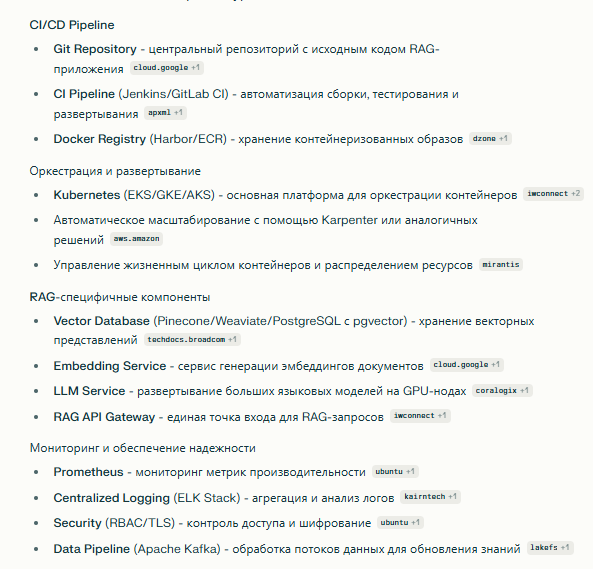 CI/CD Pipeline
Git Repository - центральный репозиторий с исходным кодом RAG-
приложения cloud.google +1
CI Pipeline (Jenkins/GitLab CI) - автоматизация сборки, тестирования и
развертывания apxml +1
Docker Registry (Harbor/ECR) - хранение контейнеризованных образов dzone +1
Оркестрация и развертывание
Kubernetes (EKS/GKE/AKS) - основная платформа для оркестрации контейнеров iwconnect +2
Автоматическое масштабирование с помощью Karpenter или аналогичных
решений aws.amazon
Управление жизненным циклом контейнеров и распределением ресурсов mirantis
RAG-специфичные компоненты
Vector Database (Pinecone/Weaviate/PostgreSQL с pgvector) - хранение векторных
представлений techdocs.broadcom +1
Embedding Service - сервис генерации эмбеддингов документов cloud.google +1
LLM Service - развертывание больших языковых моделей на GPU-нодах coralogix +1
RAG API Gateway - единая точка входа для RAG-запросов iwconnect +1
Мониторинг и обеспечение надежности
Prometheus - мониторинг метрик производительности ubuntu +1
Centralized Logging (ELK Stack) - агрегация и анализ логов kairntech +1
Security (RBAC/TLS) - контроль доступа и шифрование ubuntu +1
Data Pipeline (Apache Kafka) - обработка потоков данных для обновления знаний lakefs +1